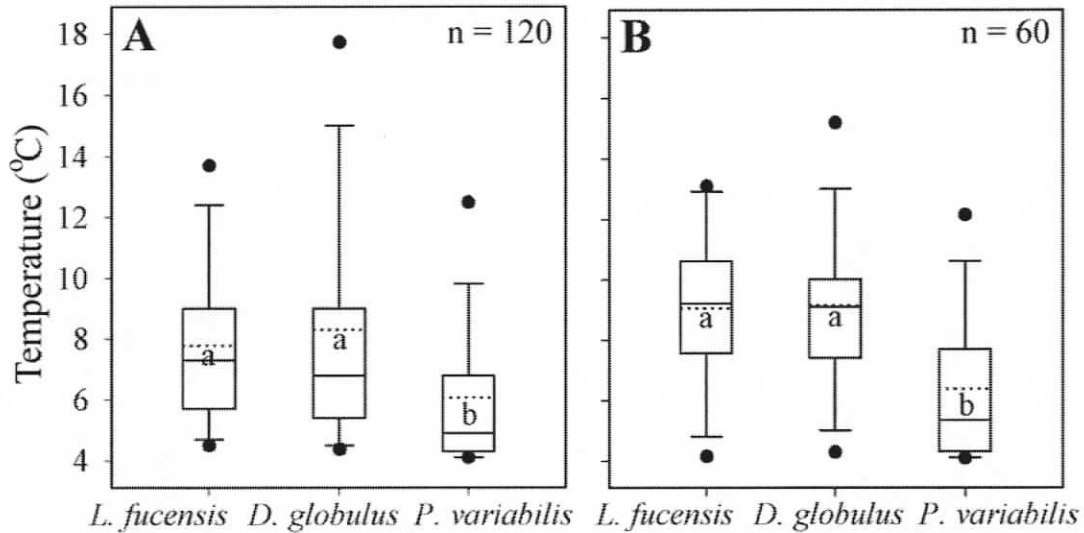 A
n = 120
B
n = 60
Temperature (°C)
18
16
14
12
10
8
6
4
a
a
b
a
a
b
L. fucensis D. globulus P. variabilis
L. fucensis D. globulus P. variabilis